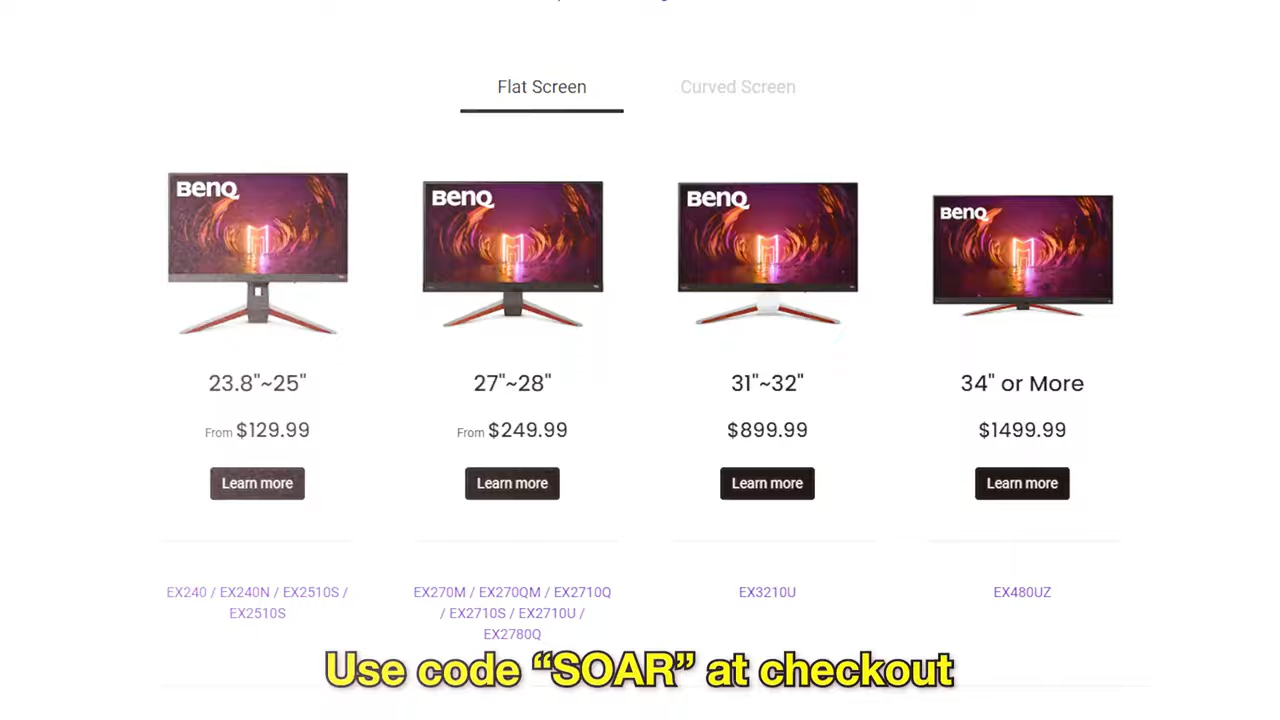 Flat Screen
Curved Screen
BenQ
BenQ
BenQ
BenQ
23.8"~25"
27"~28"
31"~32"
34" or More
From $129.99
From $249.99
$899.99
$1499.99
Learn more
Learn more
Learn more
Learn more
EX240 / EX240N / EX2510S /
EX2510S
EX270M / EX270QM / EX2710Q
/ EX2710S / EX2710U /
EX2780Q
EX3210U
EX480UZ
Use code “SOAR” at checkout